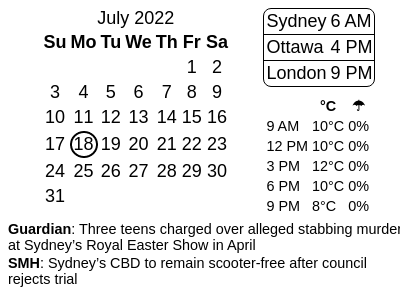 July 2022
Su Mo Tu We Th Fr Sa
1 2
3 4 5 6 7 8 9
10 11 12 13 14 15 16
17 18 19 20 21 22 23
24 25 26 27 28 29 30
31
Sydney 6 AM
Ottawa 4 PM
London 9 PM
°C ☂
9 AM 10°C 0%
12 PM 10°C 0%
3 PM 12°C 0%
6 PM 10°C 0%
9 PM 8°C 0%
Guardian: Three teens charged over alleged stabbing murder
at Sydney’s Royal Easter Show in April
SMH: Sydney’s CBD to remain scooter-free after council
rejects trial